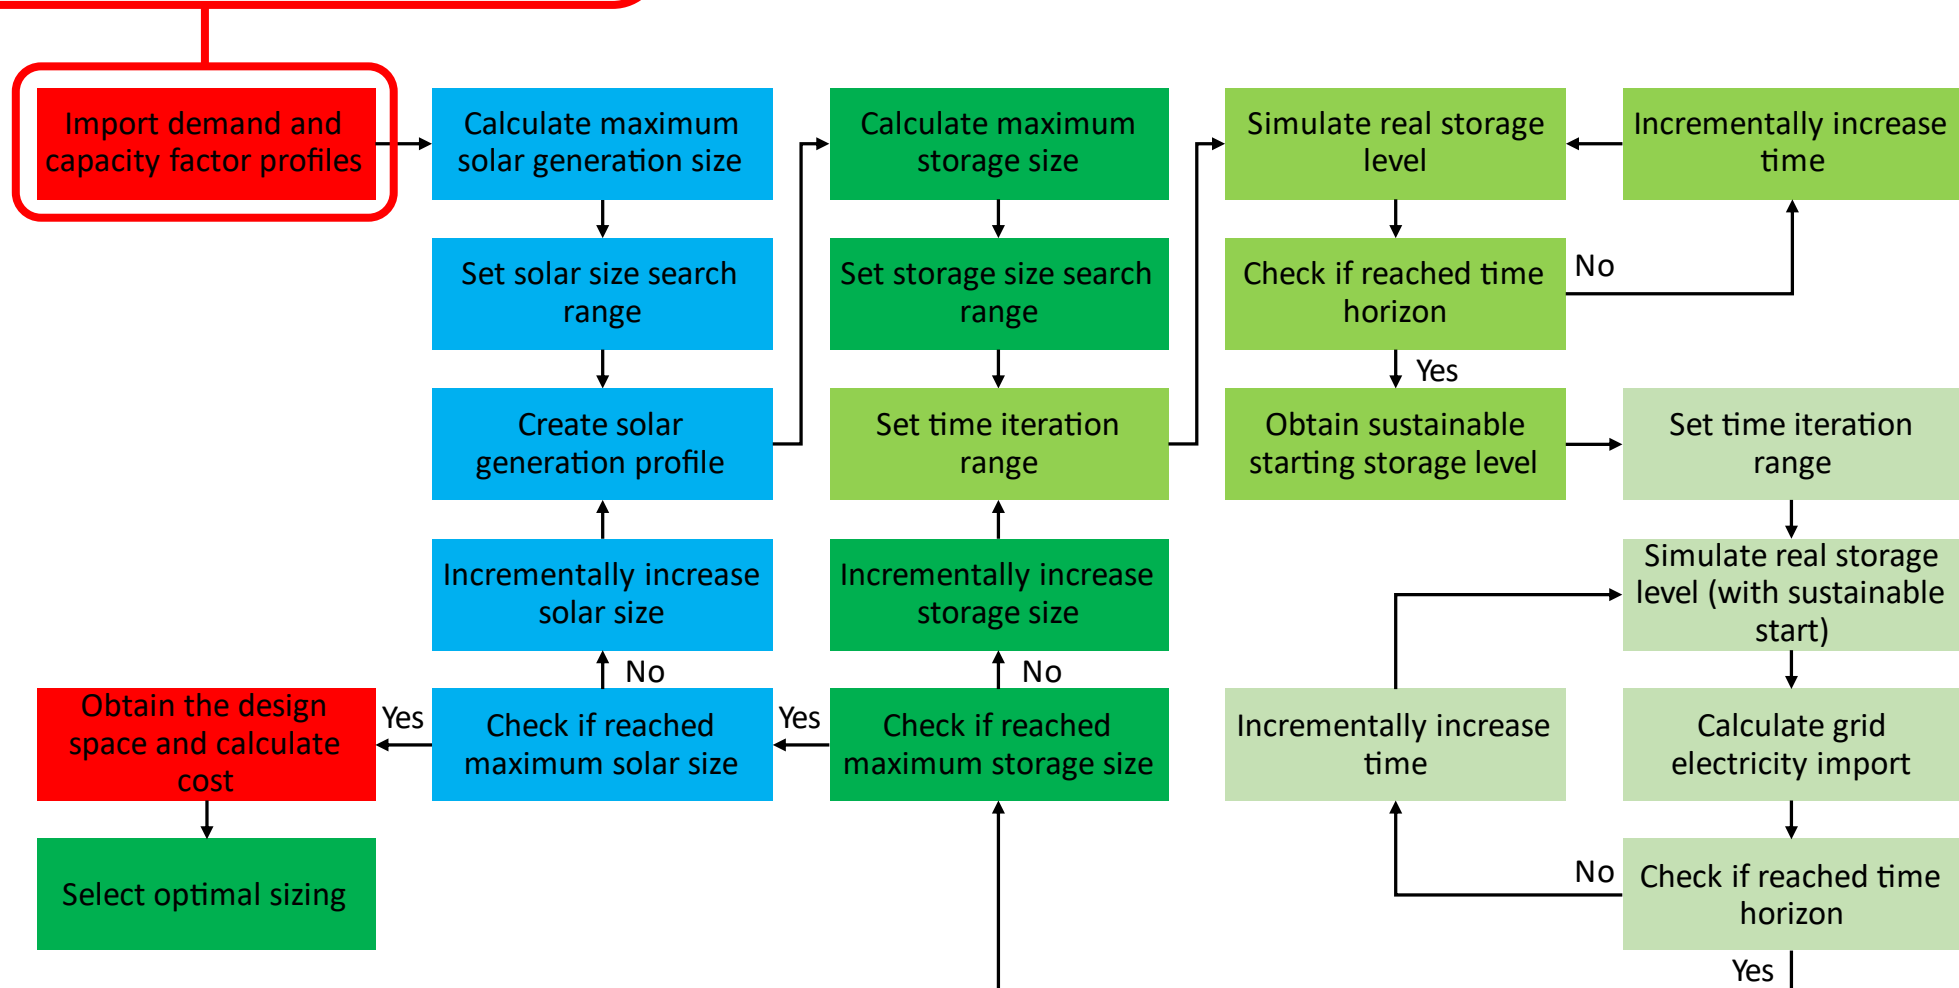 Import demand and
capacity factor profiles
Calculate maximum
solar generation size
Calculate maximum
storage size
Simulate real storage
level
Incrementally increase
time
Set solar size search
range
Set storage size search
range
Check if reached time
horizon
No
Yes
Create solar
generation profile
Set time iteration
range
Obtain sustainable
starting storage level
Set time iteration
range
Incrementally increase
solar size
Incrementally increase
storage size
Simulate real storage
level (with sustainable
start)
No
No
Obtain the design
space and calculate
cost
Yes
Check if reached
maximum solar size
Yes
Check if reached
maximum storage size
Incrementally increase
time
Calculate grid
electricity import
Select optimal sizing
No
Check if reached time
horizon
Yes